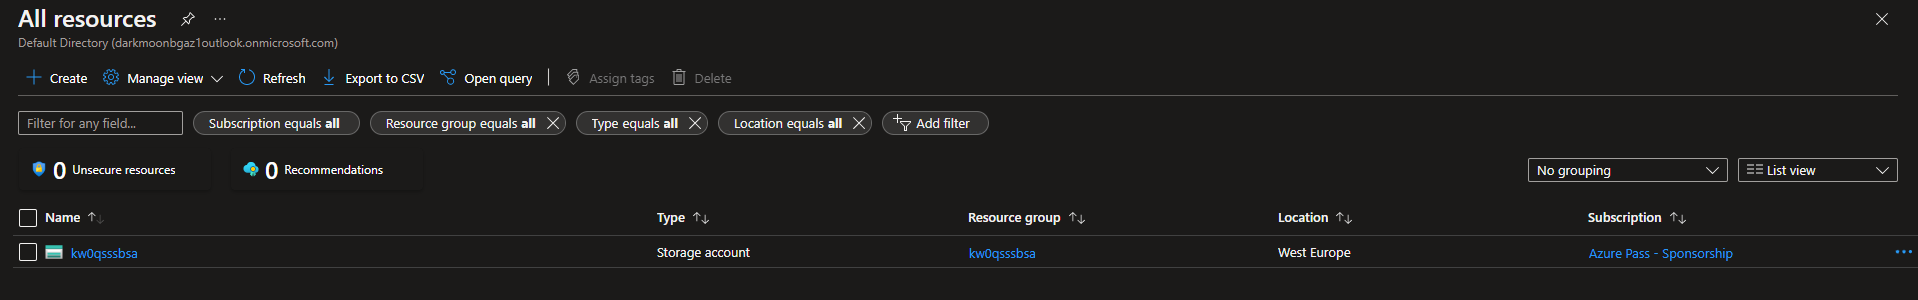 All resources
Default Directory (darkmoonbgaz1outlook.onmicrosoft.com)
Create Manage view Refresh Export to CSV Open query Assign tags Delete
Filter for any field... Subscription equals all Resource group equals all Type equals all Location equals all Add filter
0 Unsecure resources 0 Recommendations No grouping List view
Name Type Resource group Location Subscription
kw0qsssbsa Storage account kw0qsssbsa West Europe Azure Pass - Sponsorship